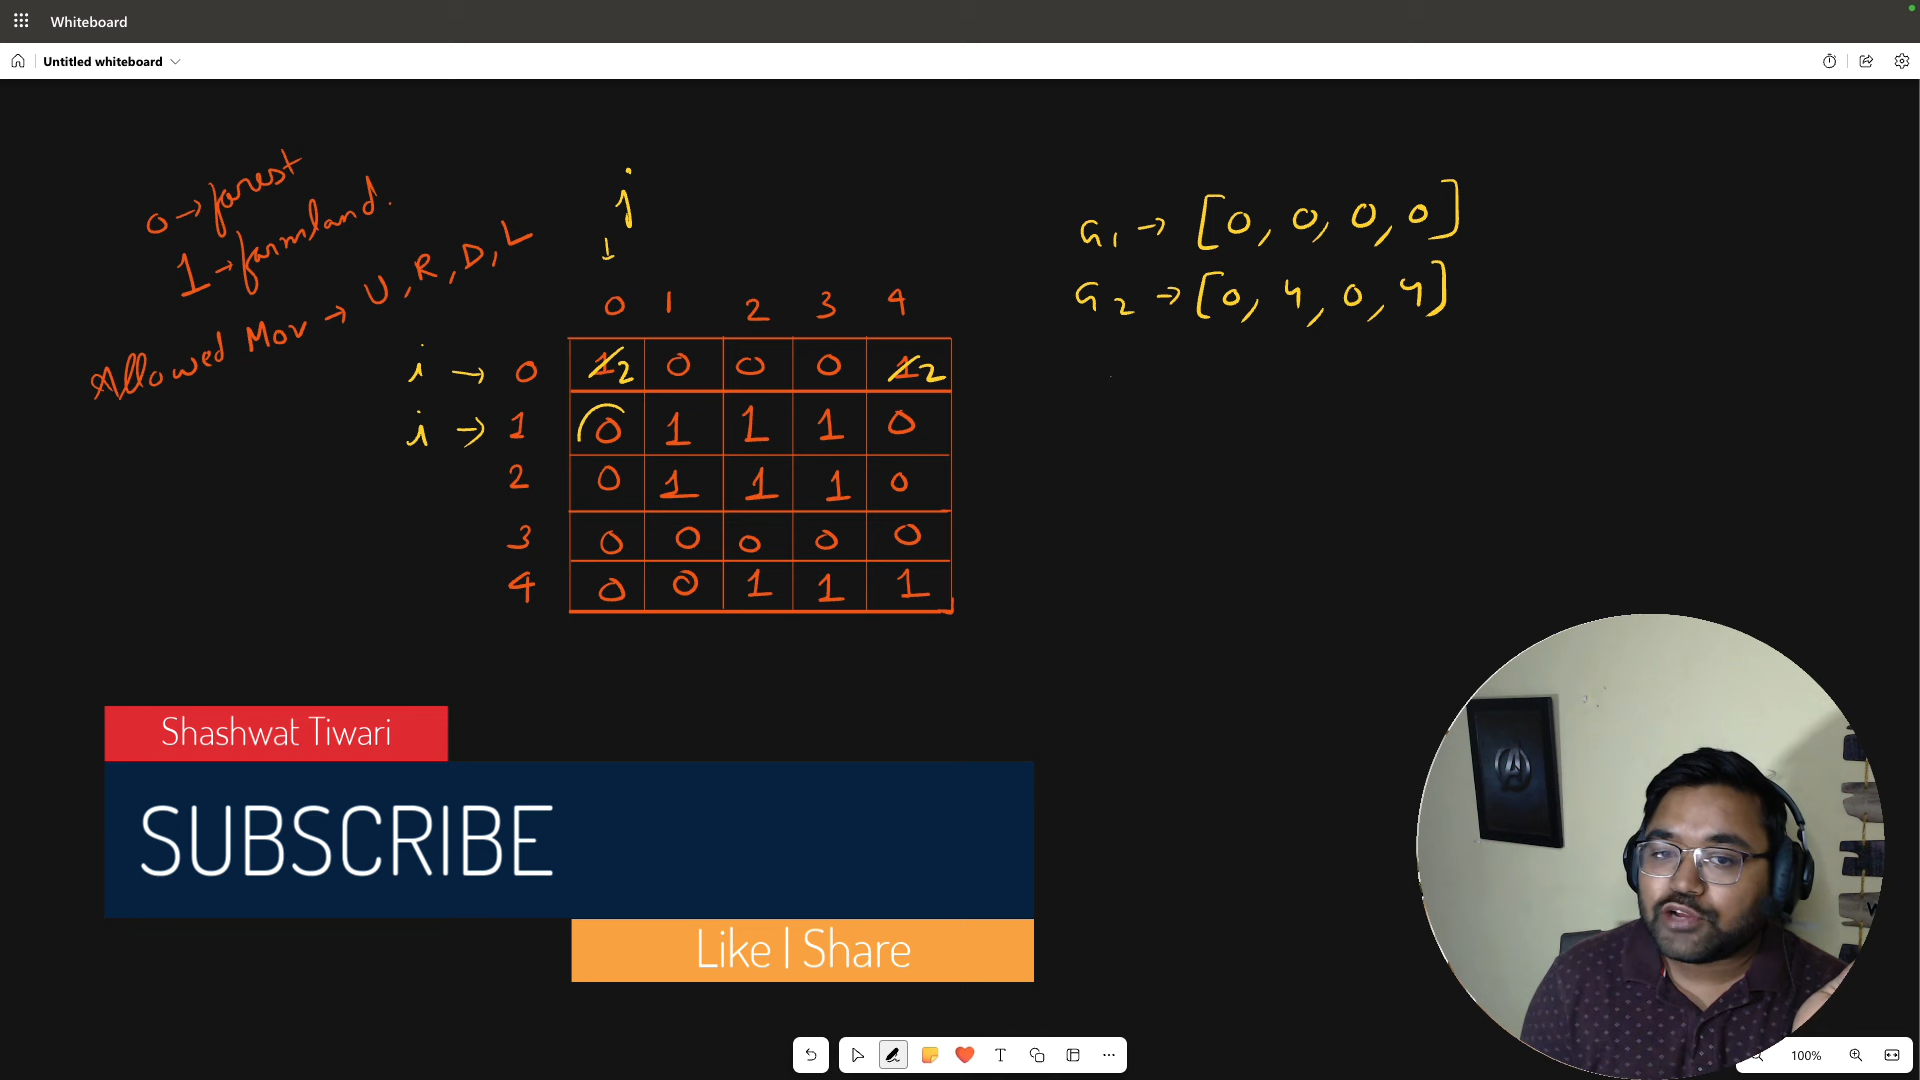 Whiteboard
Untitled whiteboard
0 → forest
1 → farmland.
Allowed Mov → U, R, D, L
j
↓
0 1 2 3 4
i → 0 1 2 0 0 0 1 2
i → 1 0 1 1 1 0
2 0 1 1 1 0
3 0 0 0 0 0
4 0 0 1 1 1
G1 → [0, 0, 0, 0]
G2 → [0, 4, 0, 4]
Shashwat Tiwari
SUBSCRIBE
Like | Share
100%